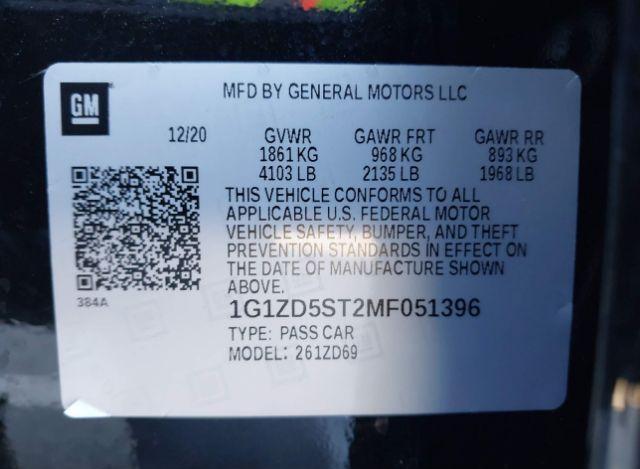 GM
MFD BY GENERAL MOTORS LLC
12/20 GVWR GAWR FRT GAWR RR
1861 KG 968 KG 893 KG
4103 LB 2135 LB 1968 LB
THIS VEHICLE CONFORMS TO ALL
APPLICABLE U.S. FEDERAL MOTOR
VEHICLE SAFETY, BUMPER, AND THEFT
PREVENTION STANDARDS IN EFFECT ON
THE DATE OF MANUFACTURE SHOWN
ABOVE.
384A
1G1ZD5ST2MF051396
TYPE: PASS CAR
MODEL: 261ZD69